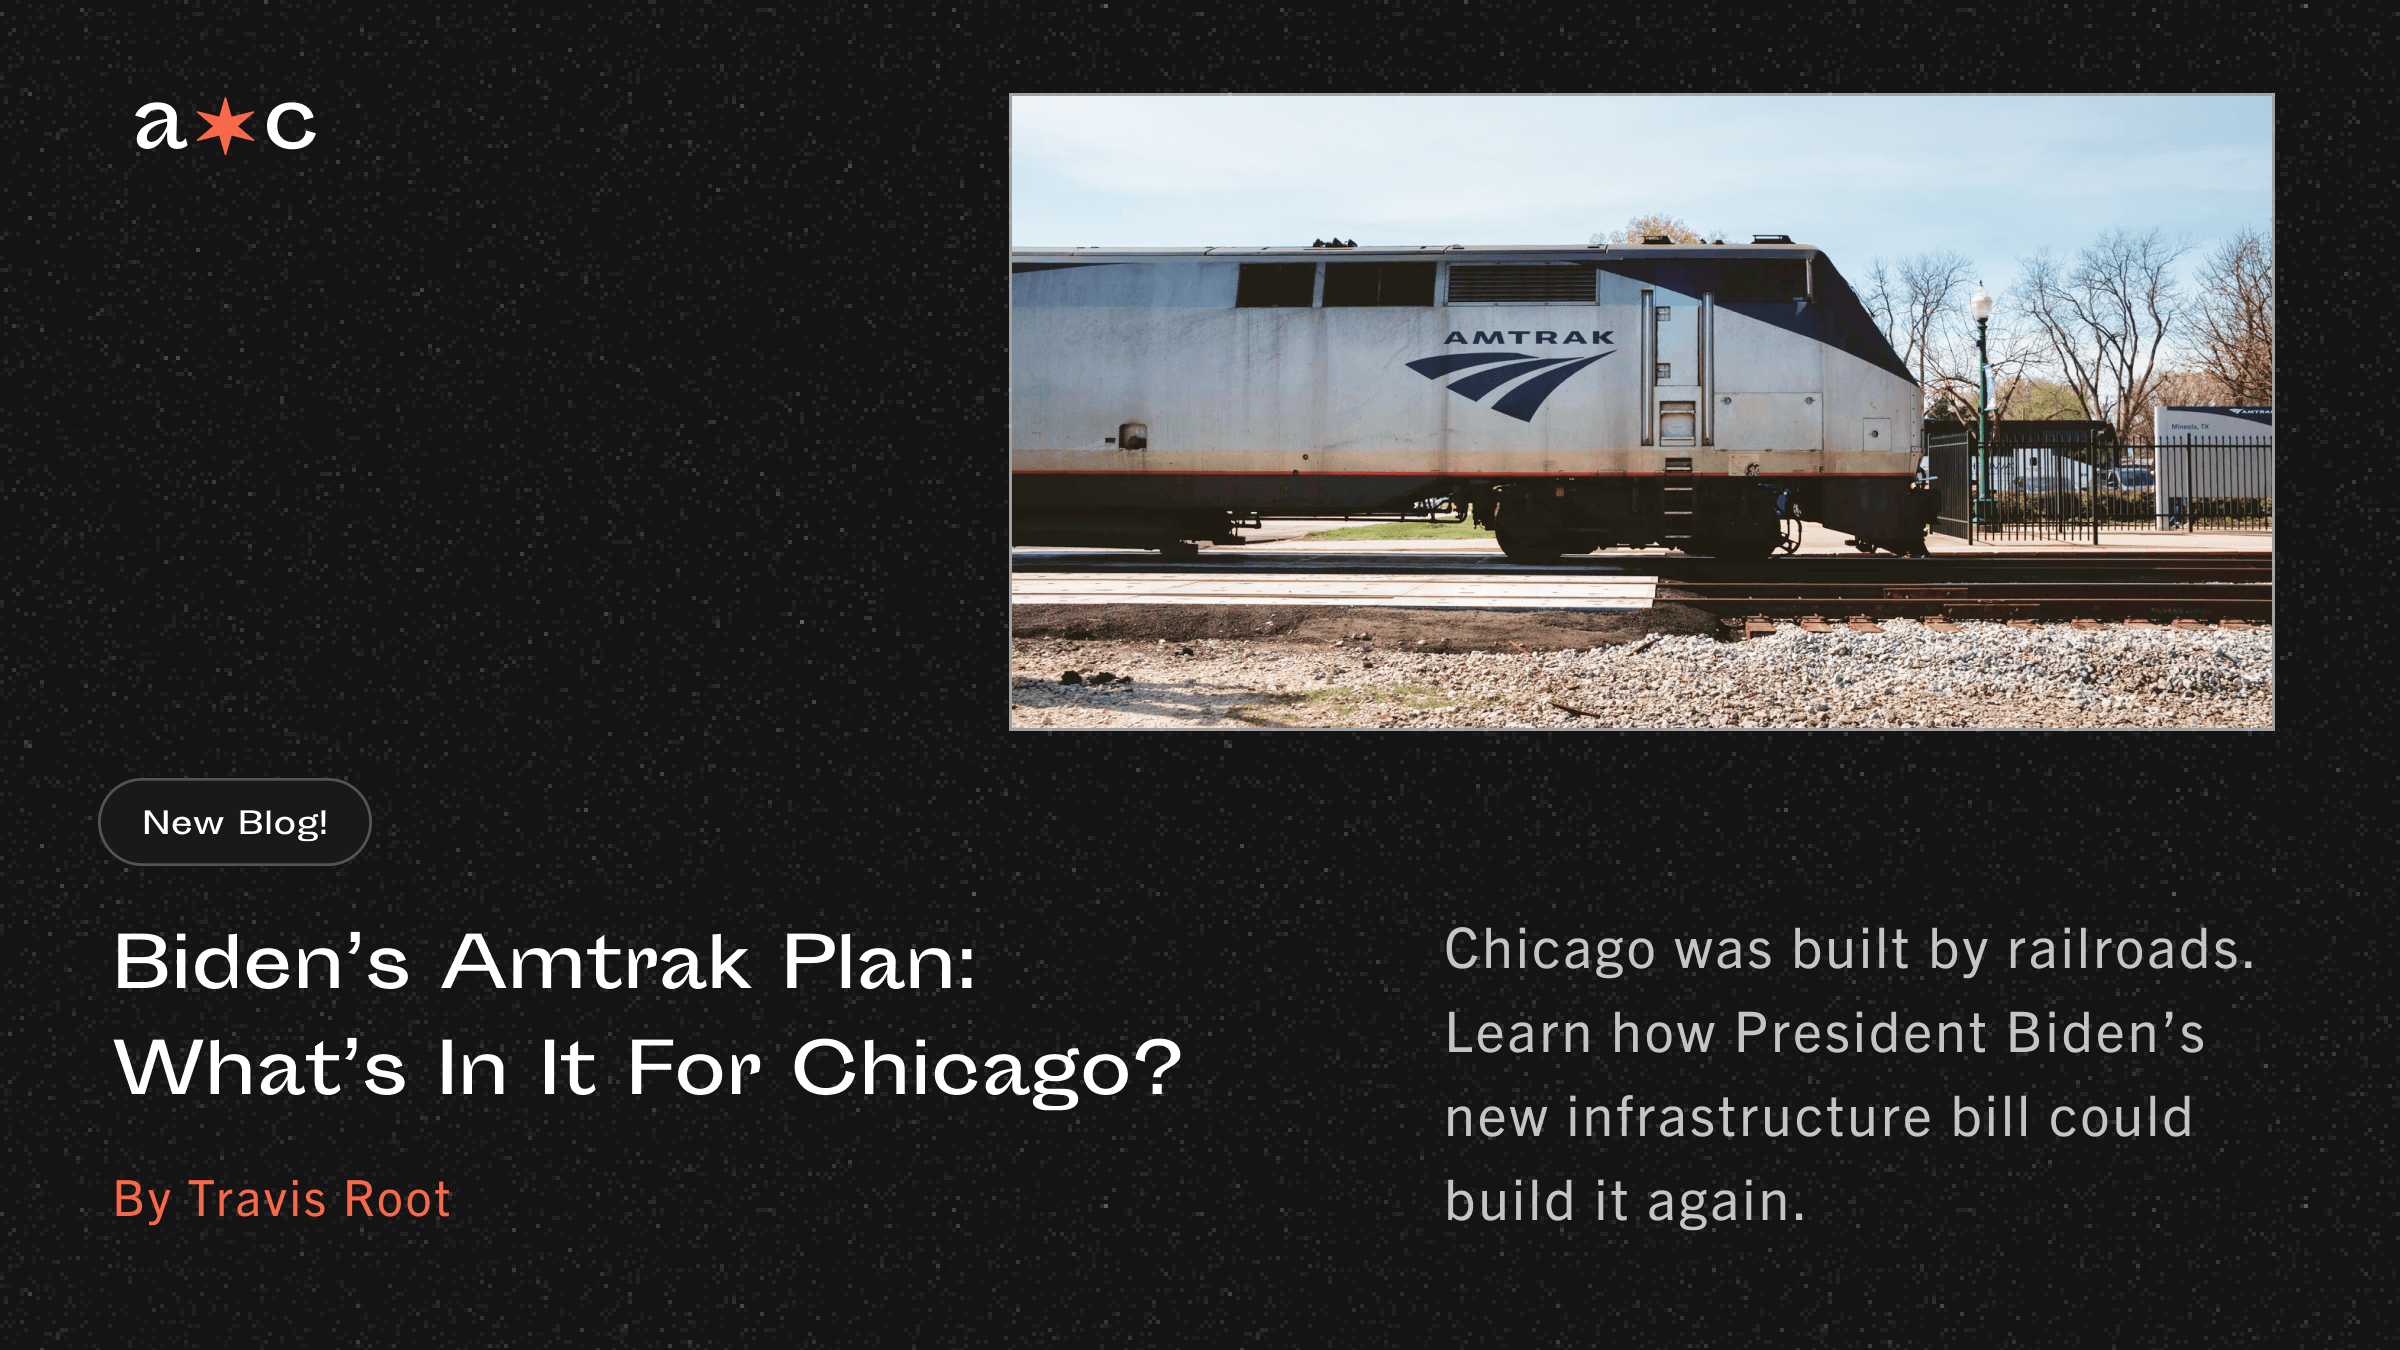 a✶c
AMTRAK
AMTRAK
Mineola, TX
New Blog!
Biden’s Amtrak Plan:
What’s In It For Chicago?
By Travis Root
Chicago was built by railroads.
Learn how President Biden’s
new infrastructure bill could
build it again.